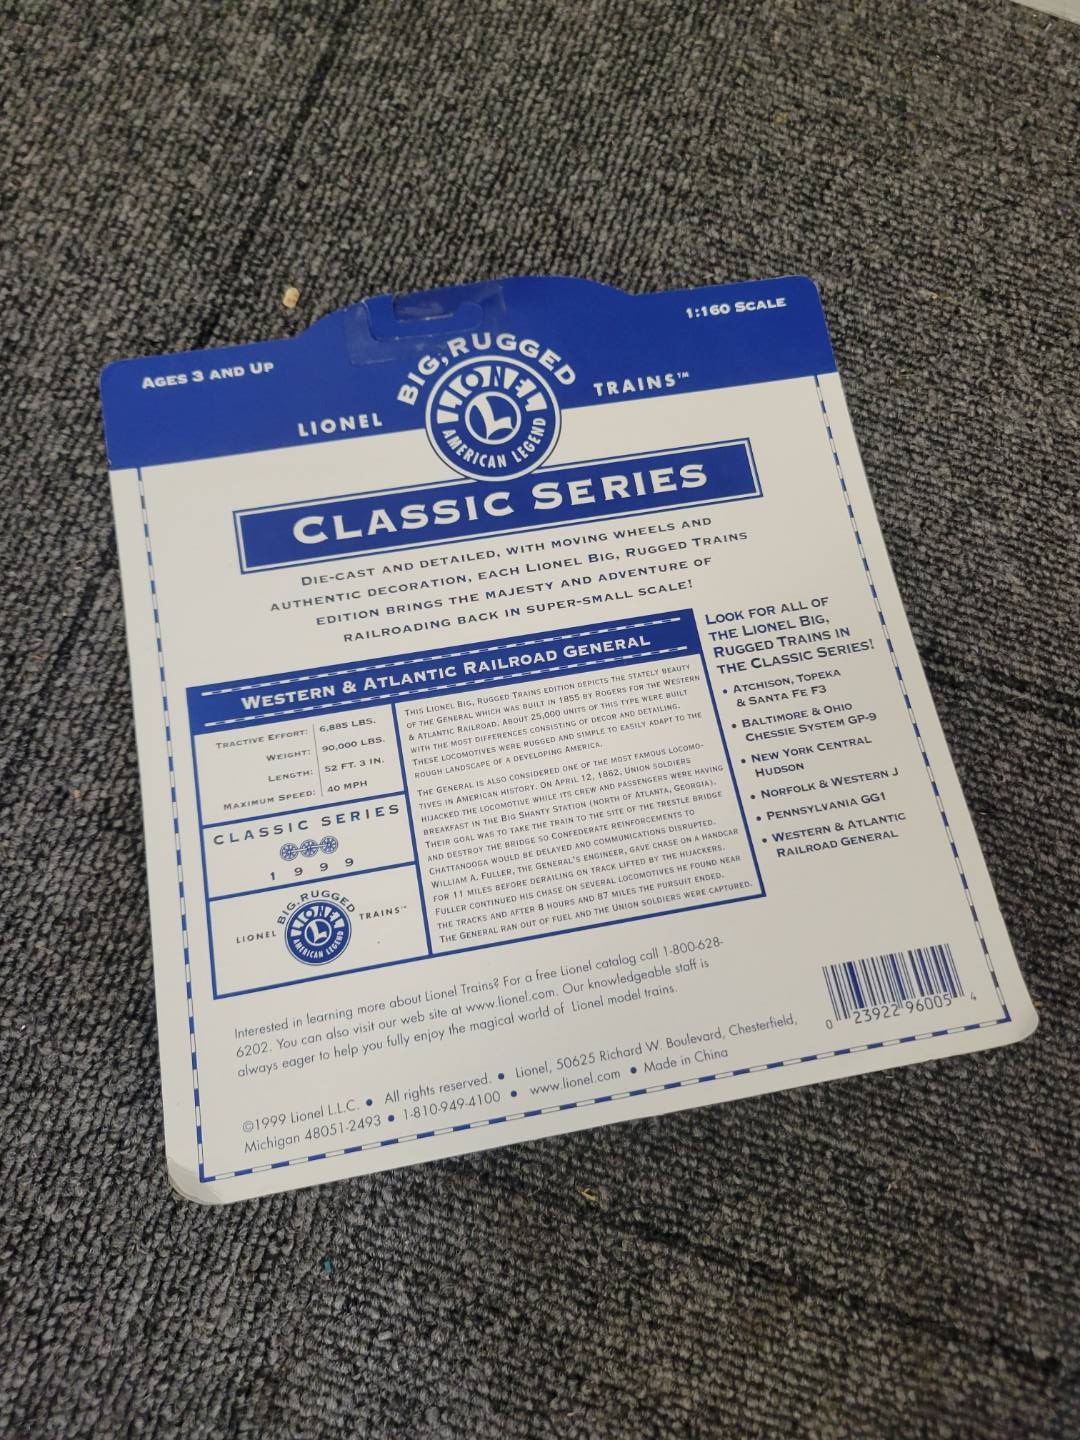 AGES 3 AND UP
1:160 SCALE
LIONEL BIG, RUGGED TRAINS™
LIONEL
L
AMERICAN LEGEND
CLASSIC SERIES
DIE-CAST AND DETAILED, WITH MOVING WHEELS AND
AUTHENTIC DECORATION, EACH LIONEL BIG, RUGGED TRAINS
EDITION BRINGS THE MAJESTY AND ADVENTURE OF
RAILROADING BACK IN SUPER-SMALL SCALE!
WESTERN & ATLANTIC RAILROAD GENERAL
TRACTIVE EFFORT: 6,885 LBS.
WEIGHT: 90,000 LBS.
LENGTH: 52 FT. 3 IN.
MAXIMUM SPEED: 40 MPH
CLASSIC SERIES
1 9 9 9
LIONEL BIG, RUGGED TRAINS™
LIONEL
L
AMERICAN LEGEND
THIS LIONEL BIG, RUGGED TRAINS EDITION DEPICTS THE STATELY BEAUTY
OF THE GENERAL WHICH WAS BUILT IN 1855 BY ROGERS FOR THE WESTERN
& ATLANTIC RAILROAD. ABOUT 25,000 UNITS OF THIS TYPE WERE BUILT
WITH THE MOST DIFFERENCES CONSISTING OF DECOR AND DETAILING.
THESE LOCOMOTIVES WERE RUGGED AND SIMPLE TO EASILY ADAPT TO THE
ROUGH LANDSCAPE OF A DEVELOPING AMERICA.
THE GENERAL IS ALSO CONSIDERED ONE OF THE MOST FAMOUS LOCOMO-
TIVES IN AMERICAN HISTORY. ON APRIL 12, 1862, UNION SOLDIERS
HIJACKED THE LOCOMOTIVE WHILE ITS CREW AND PASSENGERS WERE HAVING
BREAKFAST IN THE BIG SHANTY STATION (NORTH OF ATLANTA, GEORGIA).
THEIR GOAL WAS TO TAKE THE TRAIN TO THE SITE OF THE TRESTLE BRIDGE
AND DESTROY THE BRIDGE SO CONFEDERATE REINFORCEMENTS TO
CHATTANOOGA WOULD BE DELAYED AND COMMUNICATIONS DISRUPTED.
WILLIAM A. FULLER, THE GENERAL'S ENGINEER, GAVE CHASE ON A HANDCAR
FOR 11 MILES BEFORE DERAILING ON TRACK LIFTED BY THE HIJACKERS.
FULLER CONTINUED HIS CHASE ON SEVERAL LOCOMOTIVES HE FOUND NEAR
THE TRACKS AND AFTER 8 HOURS AND 87 MILES THE PURSUIT ENDED.
THE GENERAL RAN OUT OF FUEL AND THE UNION SOLDIERS WERE CAPTURED.
LOOK FOR ALL OF
THE LIONEL BIG,
RUGGED TRAINS IN
THE CLASSIC SERIES!
• ATCHISON, TOPEKA
& SANTA FE F3
• BALTIMORE & OHIO
CHESSIE SYSTEM GP-9
• NEW YORK CENTRAL
HUDSON
• NORFOLK & WESTERN J
• PENNSYLVANIA GG1
• WESTERN & ATLANTIC
RAILROAD GENERAL
Interested in learning more about Lionel Trains? For a free Lionel catalog call 1-800-628-
6202. You can also visit our web site at www.lionel.com. Our knowledgeable staff is
always eager to help you fully enjoy the magical world of Lionel model trains.
0 23922 96005 4
©1999 Lionel L.L.C. • All rights reserved. • Lionel, 50625 Richard W. Boulevard, Chesterfield,
Michigan 48051-2493 • 1-810-949-4100 • www.lionel.com • Made in China